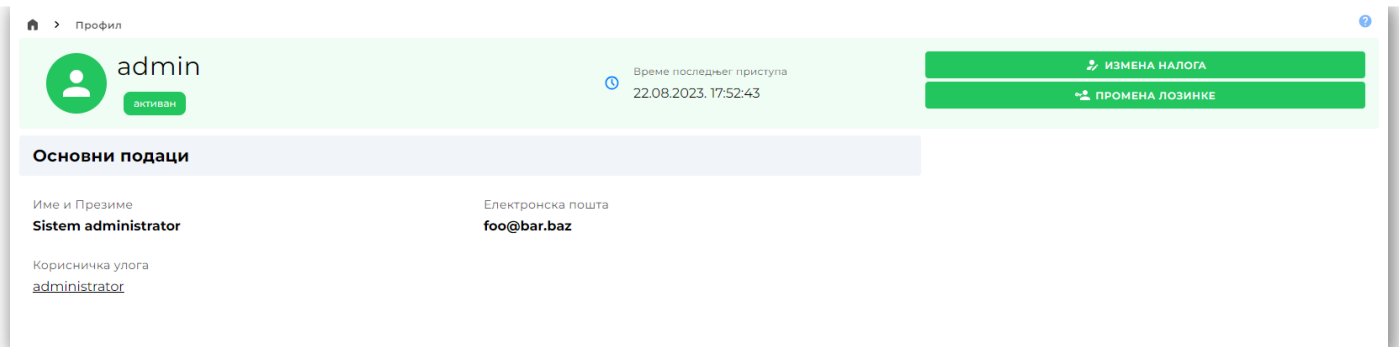 Профил
admin
активан
Време последњег приступа
22.08.2023. 17:52:43
ИЗМЕНА НАЛОГА
ПРОМЕНА ЛОЗИНКЕ
Основни подаци
Име и Презиме
Sistem administrator
Електронска пошта
foo@bar.baz
Корисничка улога
administrator